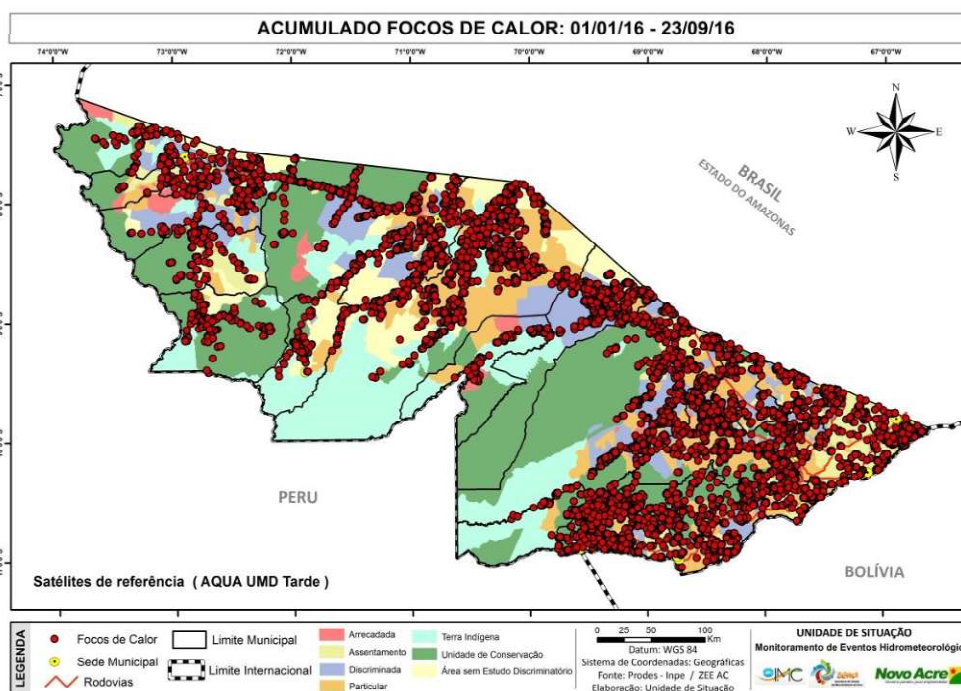 ACUMULADO FOCOS DE CALOR: 01/01/16 - 23/09/16
74°0'0"W 73°0'0"W 72°0'0"W 71°0'0"W 70°0'0"W 69°0'0"W 68°0'0"W 67°0'0"W
N
W E
S
BRASIL
ESTADO DO AMAZONAS
PERU
BOLÍVIA
Satélites de referência ( AQUA UMD Tarde )
LEGENDA
Focos de Calor
Sede Municipal
Rodovias
Limite Municipal
Limite Internacional
Arrecadada
Assentamento
Discriminada
Particular
Terra Indígena
Unidade de Conservação
Área sem Estudo Discriminatório
0 25 50 100
Km
Datum: WGS 84
Sistema de Coordenadas: Geográficas
Fonte: Prodes - Inpe / ZEE AC
Elaboração: Unidade de Situação
UNIDADE DE SITUAÇÃO
Monitoramento de Eventos Hidrometeorológic
IMC
Novo Acre